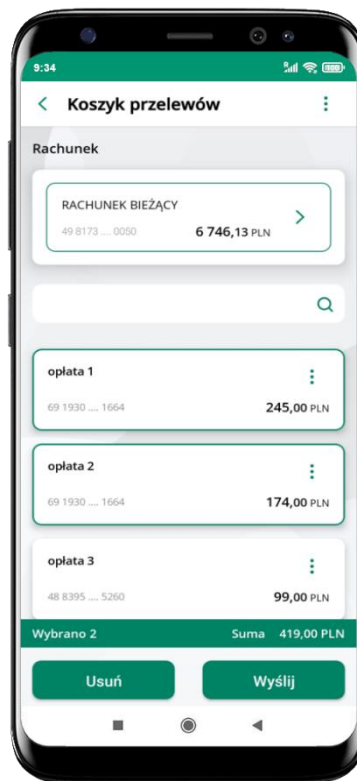 9:34
Koszyk przelewów
Rachunek
RACHUNEK BIEŻĄCY
49 8173 .... 0050 6 746,13 PLN
opłata 1
69 1930 .... 1664 245,00 PLN
opłata 2
69 1930 .... 1664 174,00 PLN
opłata 3
48 8395 .... 5260 99,00 PLN
Wybrano 2 Suma 419,00 PLN
Usuń Wyślij